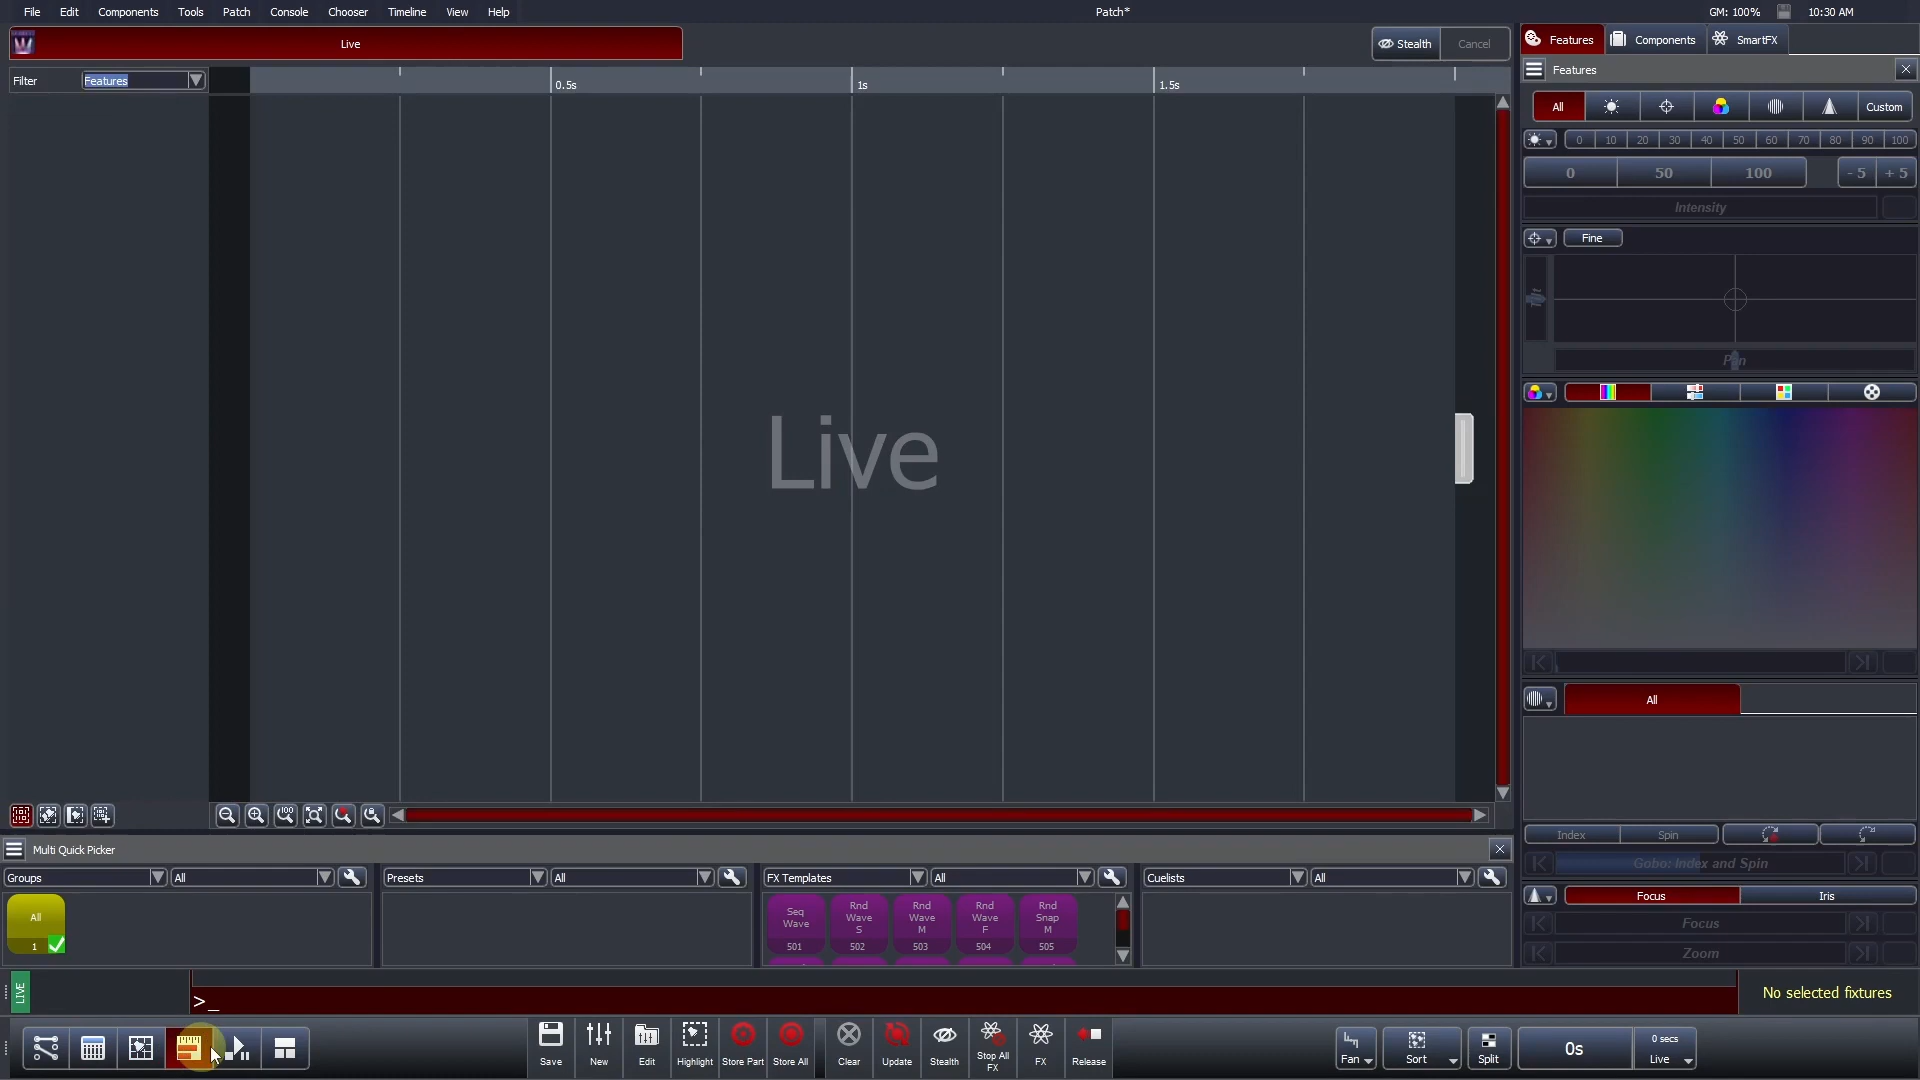 File Edit Components Tools Patch Console Chooser Timeline View Help Patch* GM: 100% 10:30 AM
Live Stealth Cancel Features Components SmartFX
Filter Features 0.5s 1s 1.5s Features
All Custom
0 10 20 30 40 50 60 70 80 90 100
0 50 100 - 5 + 5
Intensity
Fine
Pan
Live
All
100
Index Spin
Multi Quick Picker
Gobo: Index and Spin
Groups All Presets All FX Templates All Cuelists All
Focus Iris
All
1
Seq
Wave
501
Rnd
Wave
S
502
Rnd
Wave
M
503
Rnd
Wave
F
504
Rnd
Snap
M
505
Focus
Zoom
LIVE
>_
No selected fixtures
Save New Edit Highlight Store Part Store All Clear Update Stealth Stop All
FX
FX Release
Fan Sort Split 0s 0 secs
Live